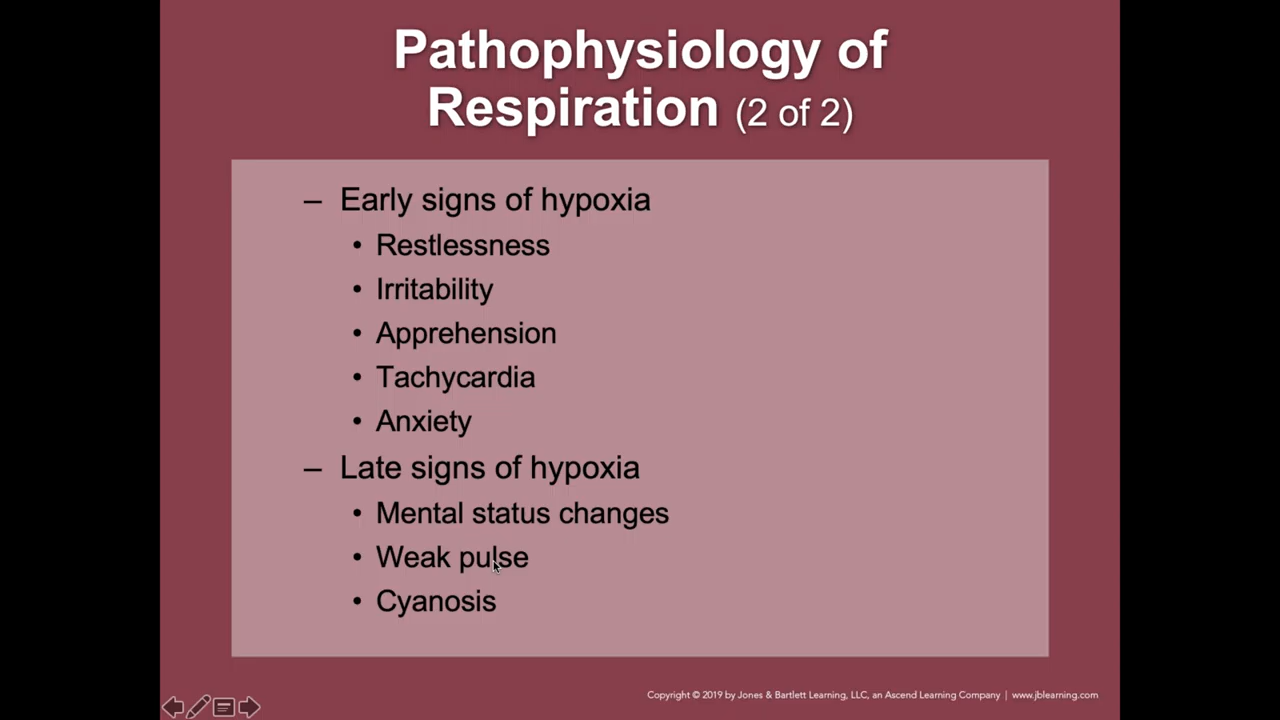 Pathophysiology of
Respiration (2 of 2)
– Early signs of hypoxia
• Restlessness
• Irritability
• Apprehension
• Tachycardia
• Anxiety
– Late signs of hypoxia
• Mental status changes
• Weak pulse
• Cyanosis
Copyright © 2019 by Jones & Bartlett Learning, LLC, an Ascend Learning Company | www.jblearning.com